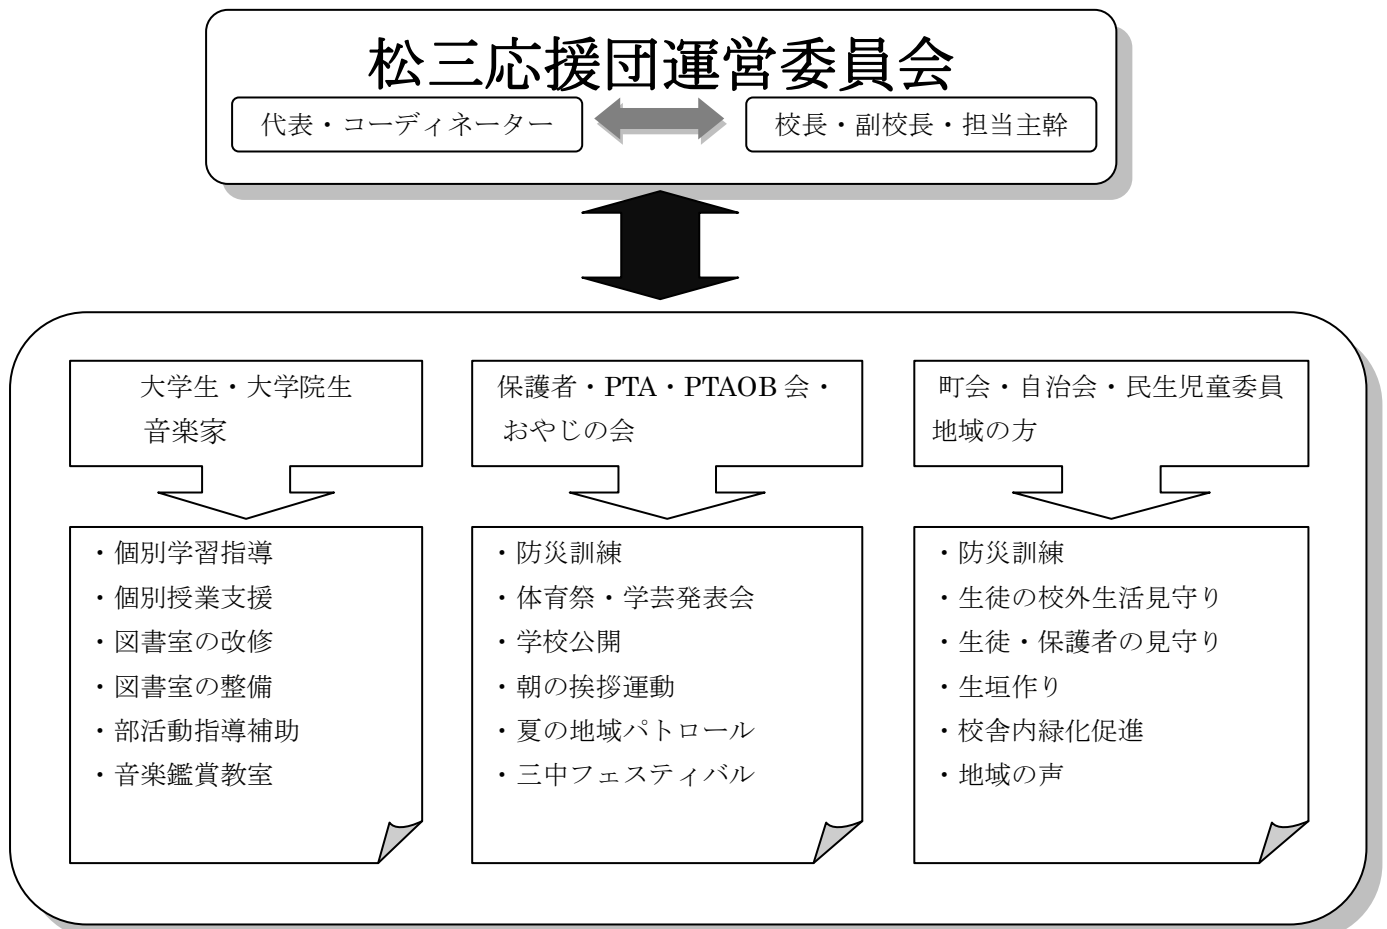 松三応援団運営委員会
代表・コーディネーター
校長・副校長・担当主幹
大学生・大学院生
音楽家
・個別学習指導
・個別授業支援
・図書室の改修
・図書室の整備
・部活動指導補助
・音楽鑑賞教室
保護者・PTA・PTAOB 会・
おやじの会
・防災訓練
・体育祭・学芸発表会
・学校公開
・朝の挨拶運動
・夏の地域パトロール
・三中フェスティバル
町会・自治会・民生児童委員
地域の方
・防災訓練
・生徒の校外生活見守り
・生徒・保護者の見守り
・生垣作り
・校舎内緑化促進
・地域の声